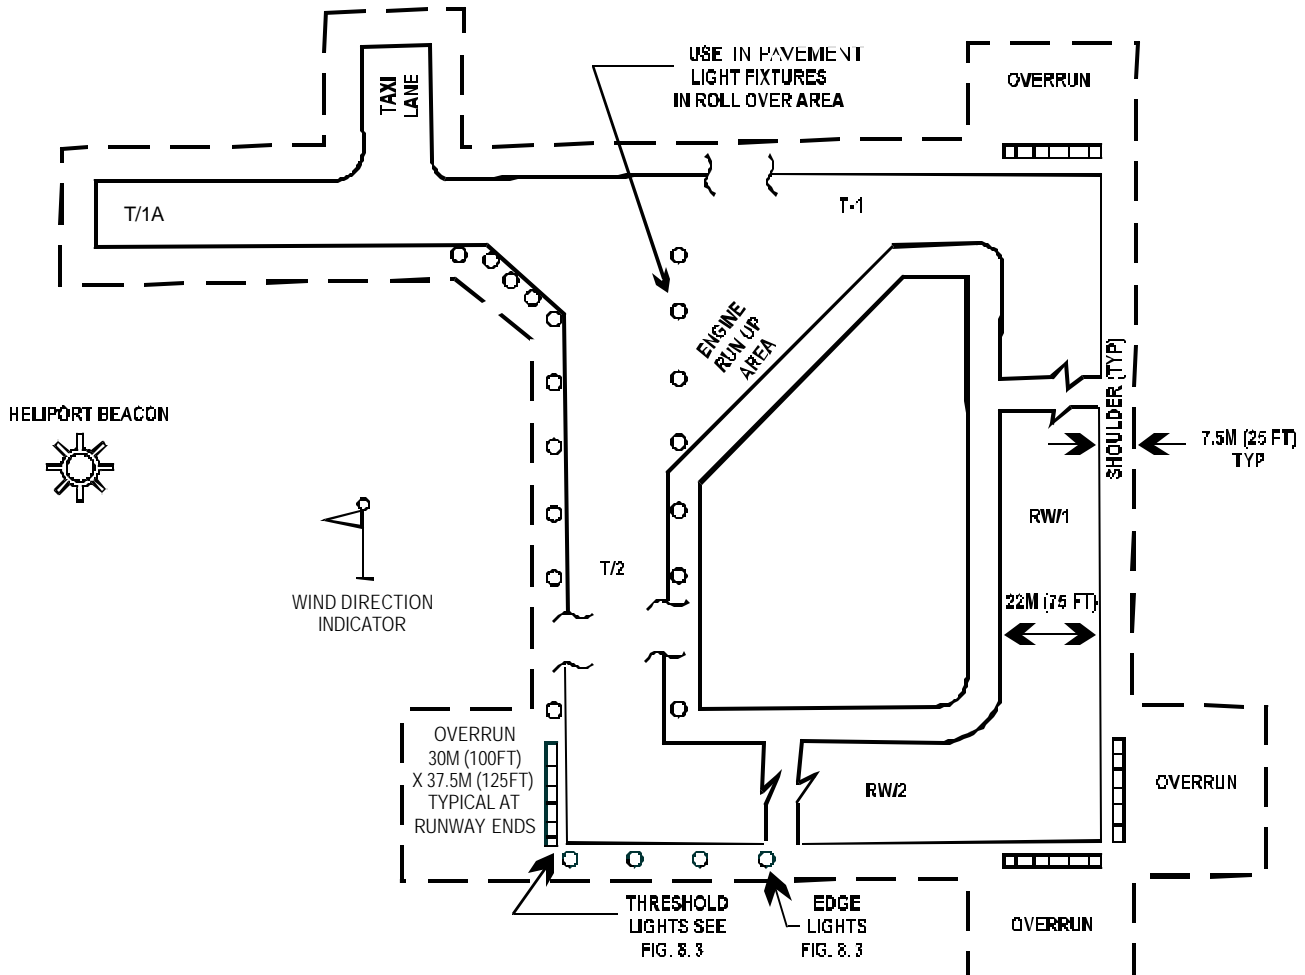 USE IN PAVEMENT
LIGHT FIXTURES
IN ROLL OVER AREA
OVERRUN
TAXI
LANE
T/1A
T-1
ENGINE
RUN UP
AREA
SHOULDER (TYP)
HELIPORT BEACON
7.5M (25 FT)
TYP
RW/1
T/2
22M (75 FT)
WIND DIRECTION
INDICATOR
OVERRUN
30M (100FT)
X 37.5M (125FT)
TYPICAL AT
RUNWAY ENDS
RW/2
OVERRUN
THRESHOLD
LIGHTS SEE
FIG. 8.3
EDGE
LIGHTS
FIG. 8.3
OVERRUN